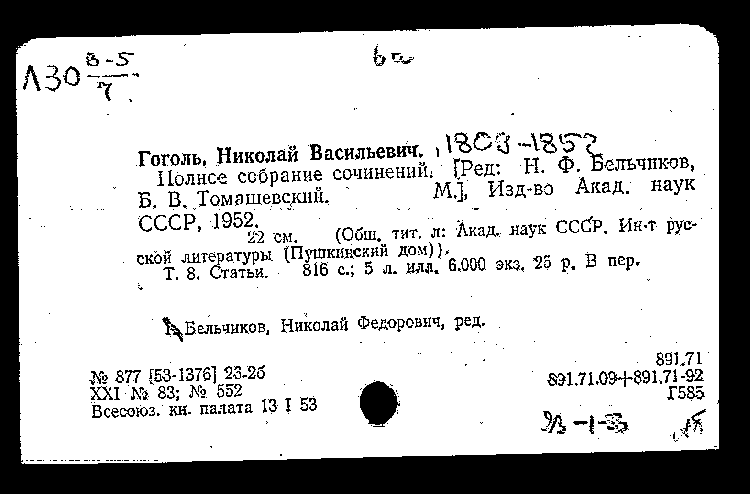 Л30 В-5/7
Гоголь, Николай Васильевич, 1809-1852
Полнсе собрание сочинений. [Ред: Н. Ф. Бельчиков,
Б. В. Томашевский. М.], Изд-во Акад. наук
СССР, 1952.
22 см. (Общ. тит. л: Акад. наук СССР. Ин-т рус-
ской литературы (Пушкинский дом)).
Т. 8. Статьи. 816 с.; 5 л. илл. 6.000 экз. 25 р. В пер.
Бельчиков, Николай Федорович, ред.
891.71
№ 877 [53-1376] 23-26
891.71.09+891.71-92
XXI № 83; № 552
Г585
Всесоюз. кн. палата 13 I 53